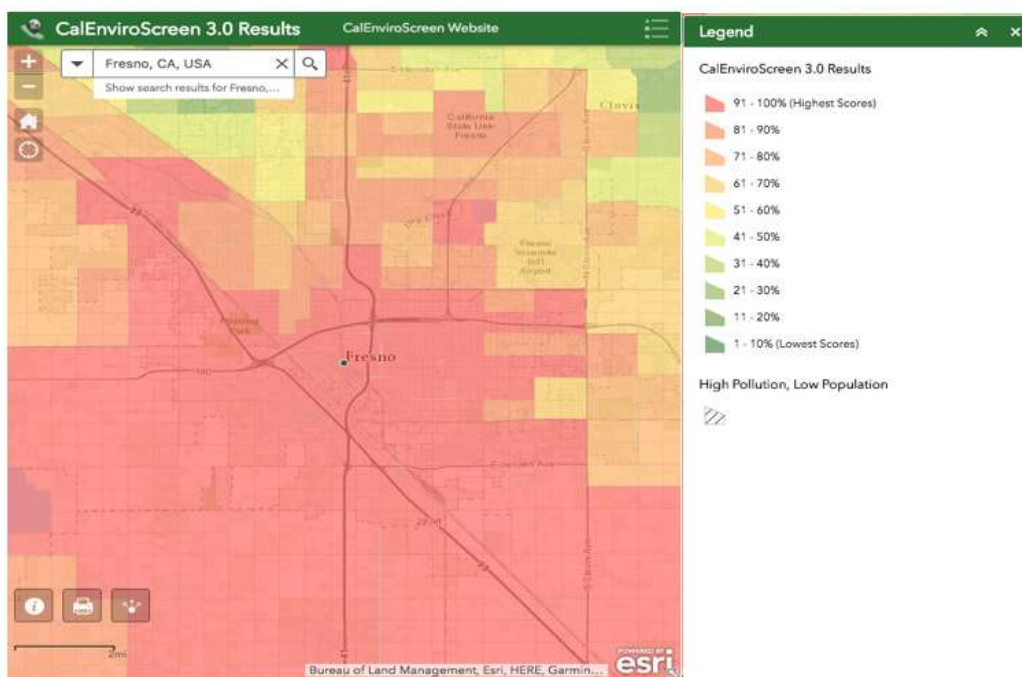 CalEnviroScreen 3.0 Results
CalEnviroScreen Website
Fresno, CA, USA
Show search results for Fresno,...
Clovis
California
State Univ
Fresno
Fresno
Yosemite
Int'l
Airport
Fresno
180
41
99
2mi
Bureau of Land Management, Esri, HERE, Garmin...
POWERED BY
esri
Legend
CalEnviroScreen 3.0 Results
91 - 100% (Highest Scores)
81 - 90%
71 - 80%
61 - 70%
51 - 60%
41 - 50%
31 - 40%
21 - 30%
11 - 20%
1 - 10% (Lowest Scores)
High Pollution, Low Population